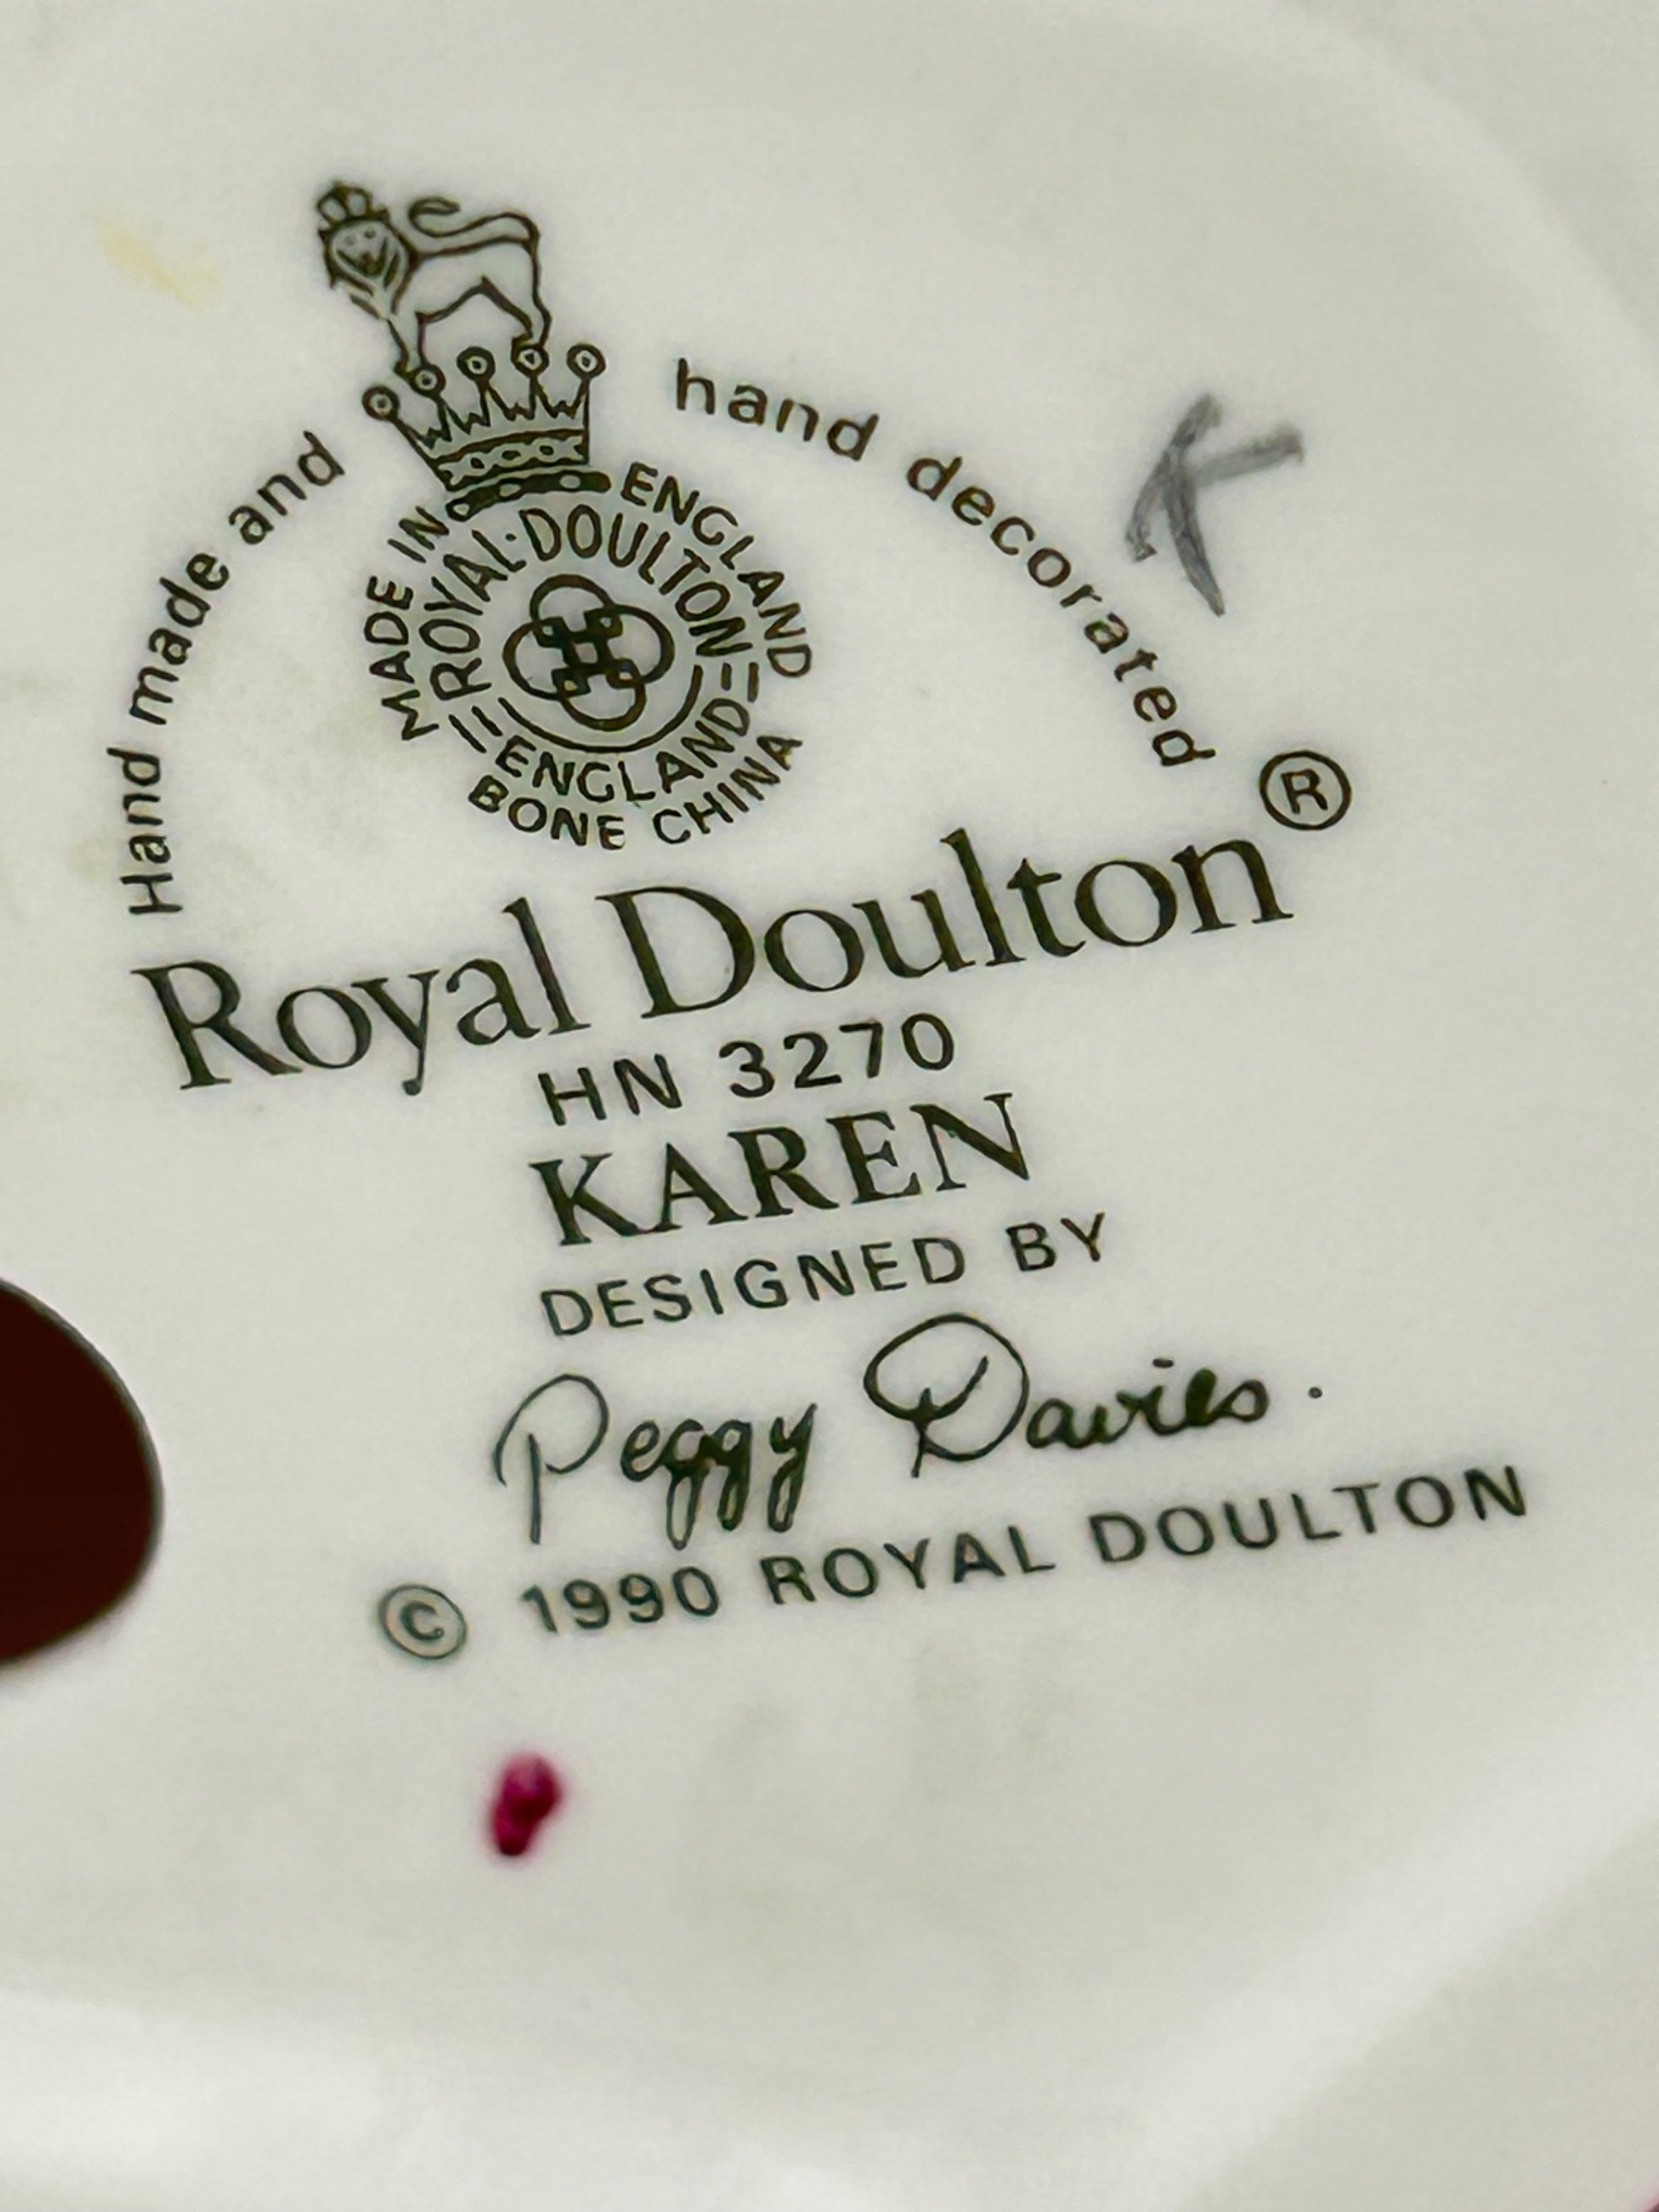 Hand made and hand decorated
K
MADE IN ENGLAND
ROYAL·DOULTON
ENGLAND
BONE CHINA
Royal Doulton®
HN 3270
KAREN
DESIGNED BY
Peggy Davies.
© 1990 ROYAL DOULTON